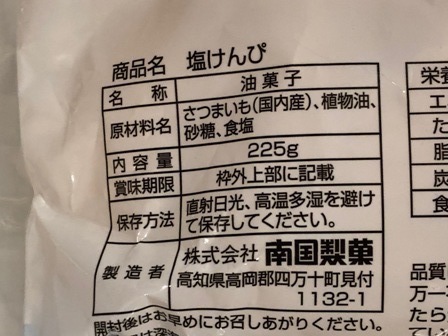 商品名 塩けんぴ
名称 油菓子
原材料名 さつまいも(国内産)、植物油、
砂糖、食塩
内容量 225g
賞味期限 枠外上部に記載
保存方法 直射日光、高温多湿を避け
て保存してください。
製造者 株式会社 南国製菓
高知県高岡郡四万十町見付
1132-1
開封後はお早めにお召しあがりください。
栄養
エ
た
脂
炭
食
品質
万一
たら